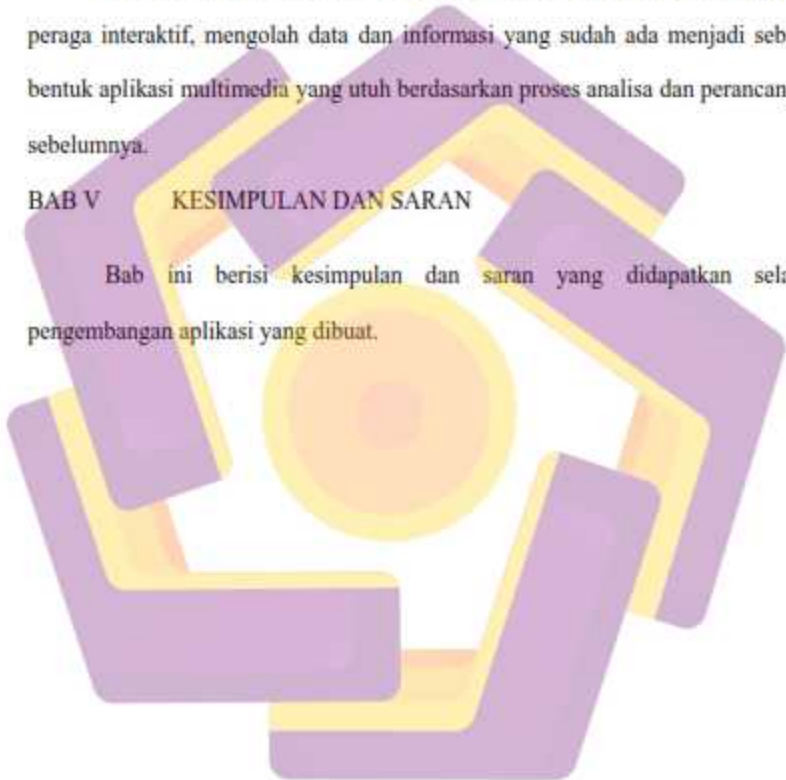 peraga interaktif, mengolah data dan informasi yang sudah ada menjadi seb
bentuk aplikasi multimedia yang utuh berdasarkan proses analisa dan perancan
sebelumnya.
BAB V KESIMPULAN DAN SARAN
Bab ini berisi kesimpulan dan saran yang didapatkan sela
pengembangan aplikasi yang dibuat.